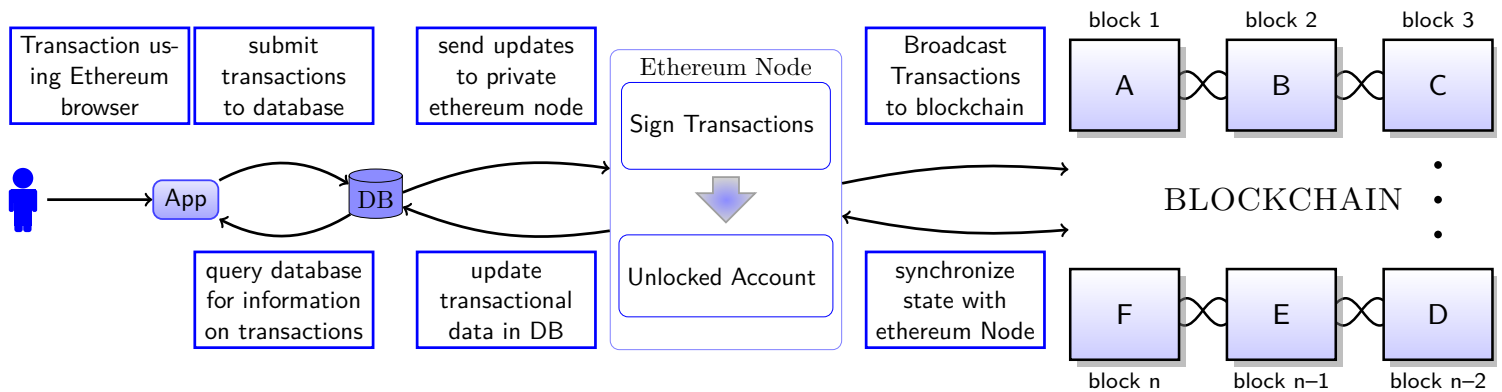 block 1
block 2
block 3
Transaction us-
ing Ethereum
browser
submit
transactions
to database
send updates
to private
ethereum node
Ethereum Node
Sign Transactions
Broadcast
Transactions
to blockchain
A
B
C
App
DB
BLOCKCHAIN
query database
for information
on transactions
update
transactional
data in DB
Unlocked Account
synchronize
state with
ethereum Node
F
E
D
block n
block n–1
block n–2